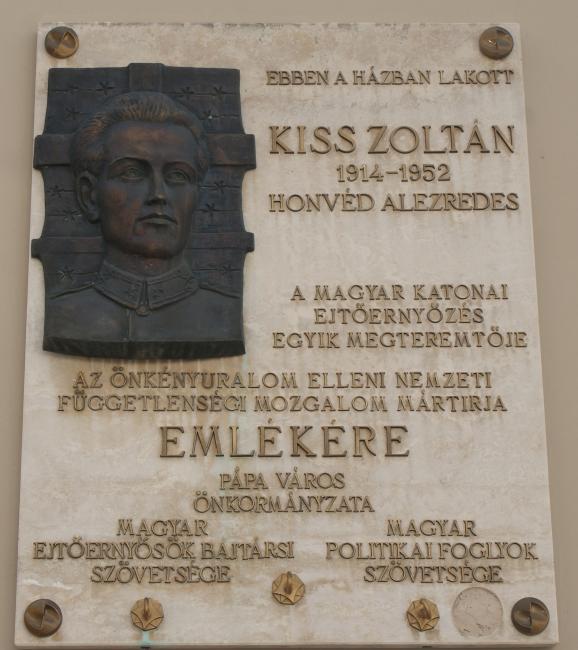 EBBEN A HÁZBAN LAKOTT
KISS ZOLTÁN
1914-1952
HONVÉD ALEZREDES
A MAGYAR KATONAI
EJTŐERNYŐZÉS
EGYIK MEGTEREMTŐJE
AZ ÖNKÉNYURALOM ELLENI NEMZETI
FÜGGETLENSÉGI MOZGALOM MÁRTIRJA
EMLÉKÉRE
PÁPA VÁROS
ÖNKORMÁNYZATA
MAGYAR
EJTŐERNYŐSÖK BAJTÁRSI
SZÖVETSÉGE
MAGYAR
POLITIKAI FOGLYOK
SZÖVETSÉGE